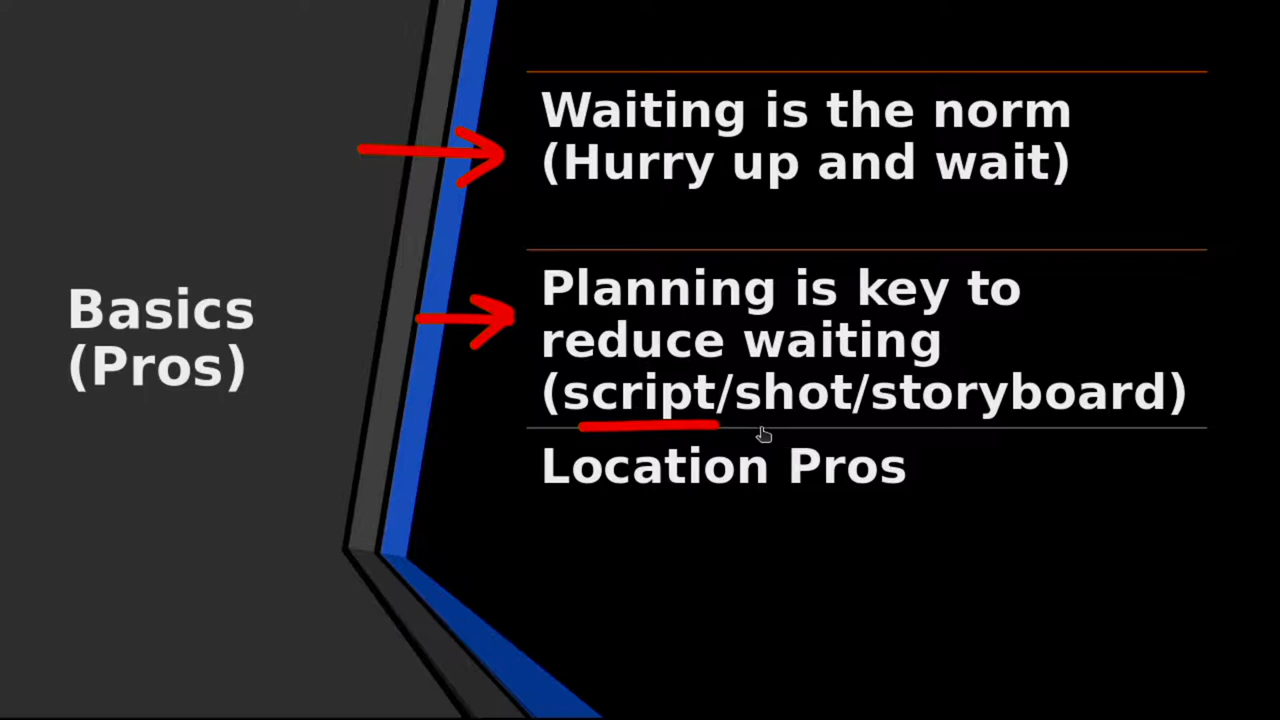 Basics
(Pros)
Waiting is the norm
(Hurry up and wait)
Planning is key to
reduce waiting
(script/shot/storyboard)
Location Pros